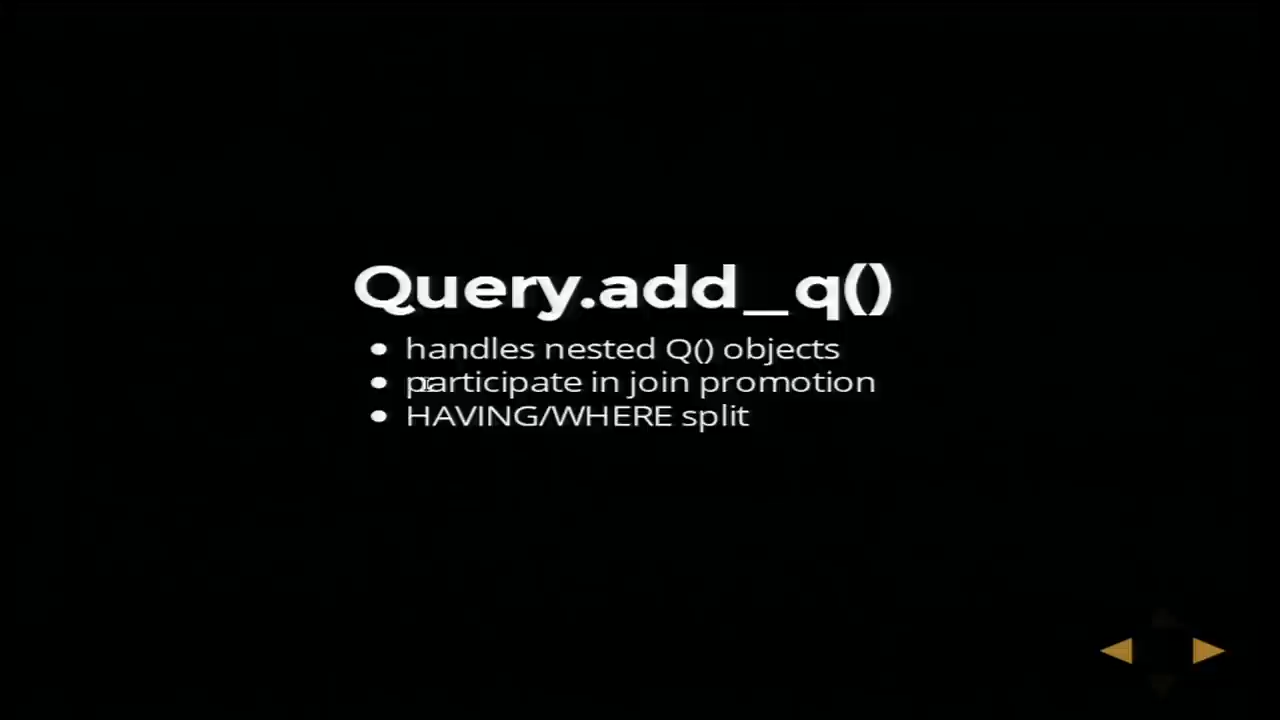 Query.add_q()
• handles nested Q() objects
• participate in join promotion
• HAVING/WHERE split